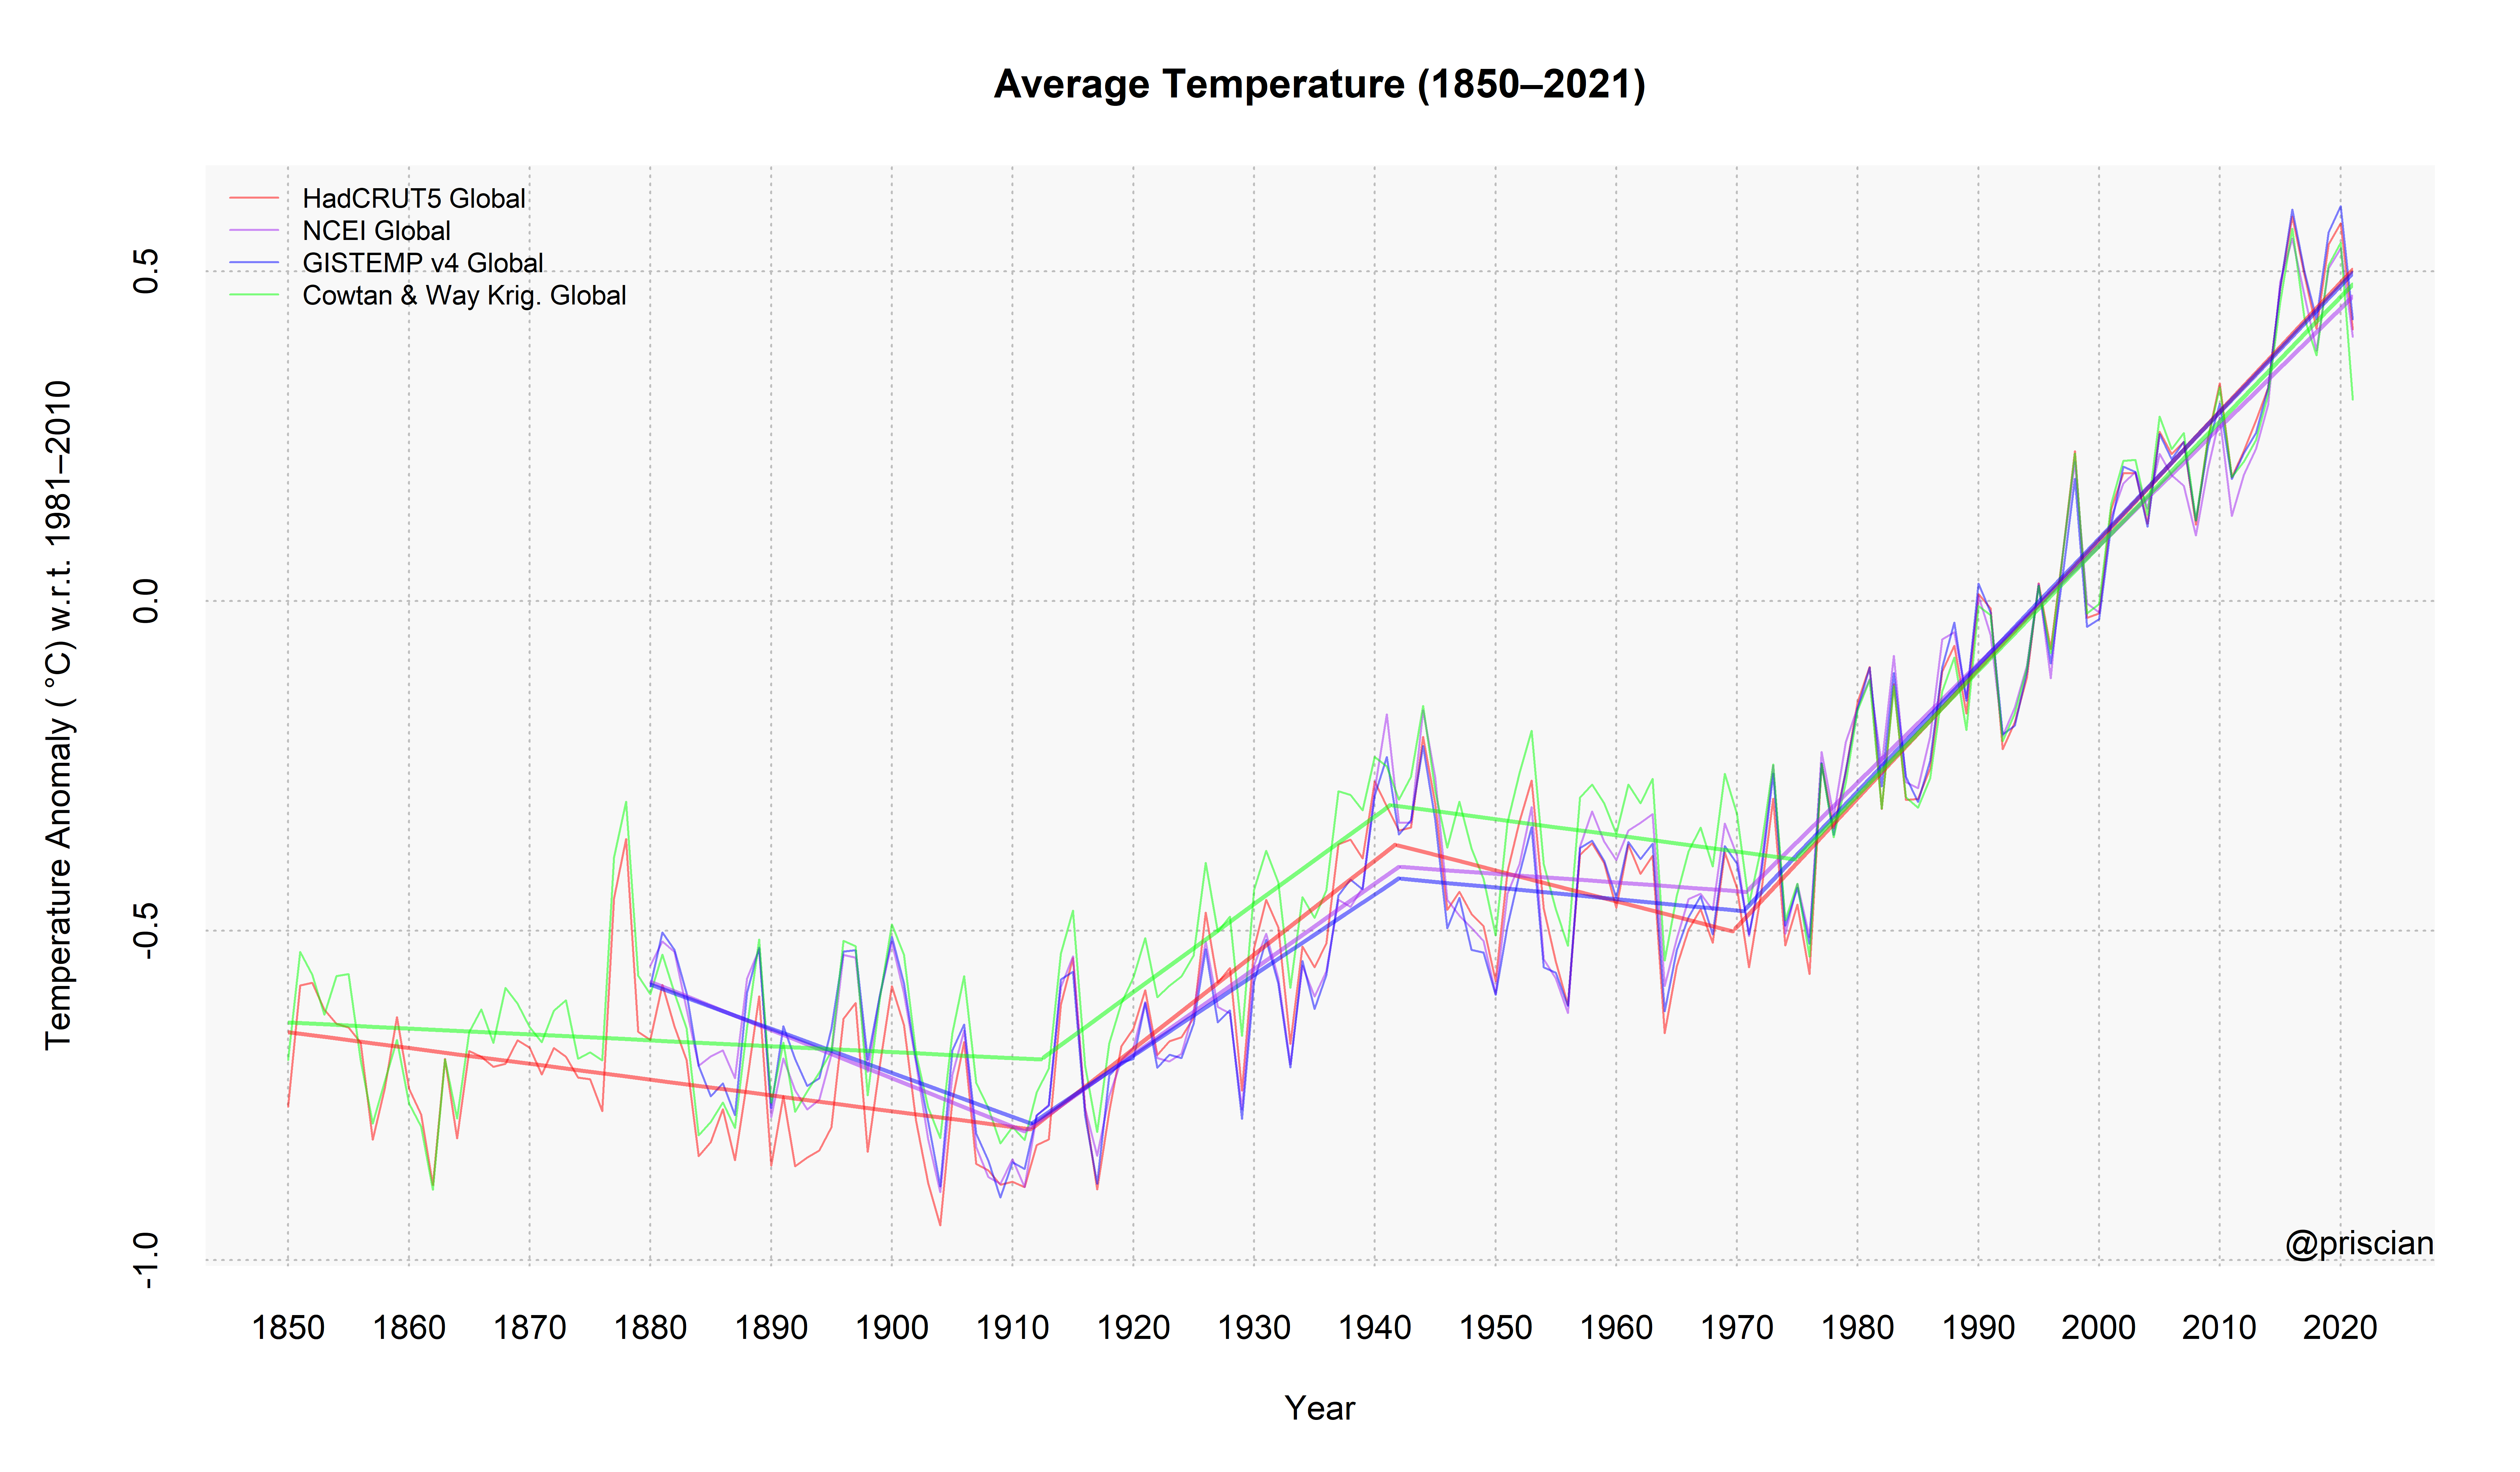 Average Temperature (1850–2021)
HadCRUT5 Global
NCEI Global
GISTEMP v4 Global
Cowtan & Way Krig. Global
Temperature Anomaly ( °C) w.r.t. 1981–2010
0.5
0.0
-0.5
-1.0
@priscian
1850 1860 1870 1880 1890 1900 1910 1920 1930 1940 1950 1960 1970 1980 1990 2000 2010 2020
Year